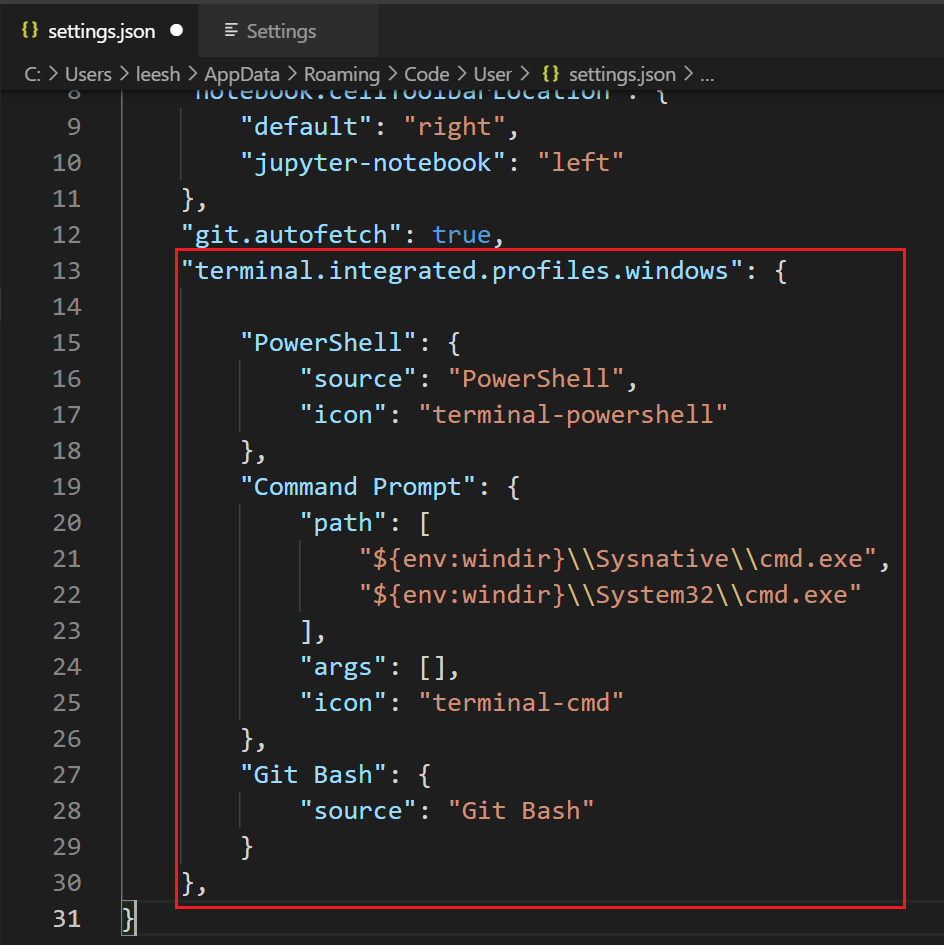 {} settings.json ● Settings
C: > Users > leesh > AppData > Roaming > Code > User > {} settings.json > ...
8 "notebook.cellToolbarLocation": {
9 "default": "right",
10 "jupyter-notebook": "left"
11 },
12 "git.autofetch": true,
13 "terminal.integrated.profiles.windows": {
14
15 "PowerShell": {
16 "source": "PowerShell",
17 "icon": "terminal-powershell"
18 },
19 "Command Prompt": {
20 "path": [
21 "${env:windir}\\Sysnative\\cmd.exe",
22 "${env:windir}\\System32\\cmd.exe"
23 ],
24 "args": [],
25 "icon": "terminal-cmd"
26 },
27 "Git Bash": {
28 "source": "Git Bash"
29 }
30 },
31 }